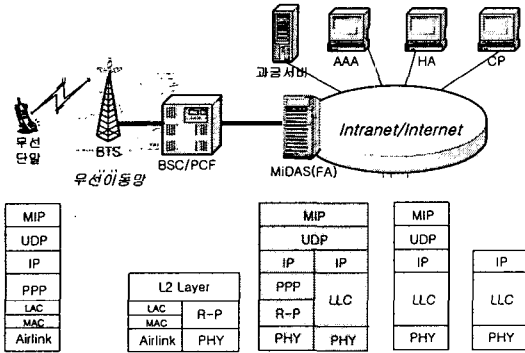 과금서버 AAA HA CP
Intranet/Internet
무선
단말
BTS
BSC/PCF
MiDAS(FA)
무선이동망
MIP
UDP
IP
PPP
LAC
MAC
Airlink
L2 Layer
LAC
MAC
R-P
Airlink
PHY
MIP
UDP
IP
IP
PPP
LLC
R-P
PHY
PHY
MIP
UDP
IP
LLC
PHY
IP
LLC
PHY